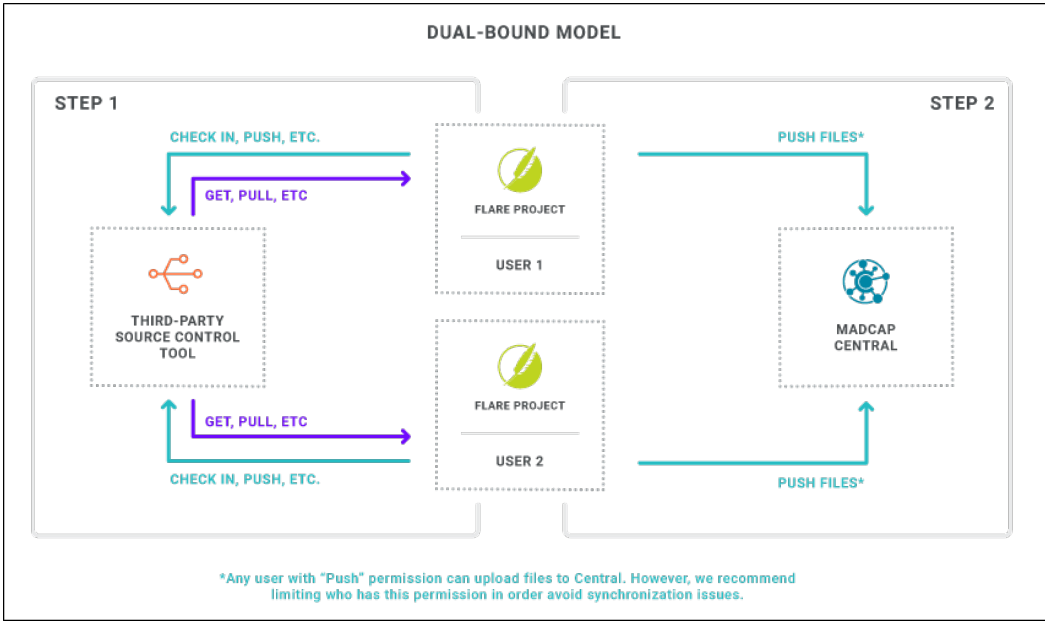 DUAL-BOUND MODEL
STEP 1
STEP 2
CHECK IN, PUSH, ETC.
GET, PULL, ETC
PUSH FILES*
FLARE PROJECT
USER 1
THIRD-PARTY
SOURCE CONTROL
TOOL
MADCAP
CENTRAL
FLARE PROJECT
USER 2
GET, PULL, ETC
CHECK IN, PUSH, ETC.
PUSH FILES*
*Any user with “Push” permission can upload files to Central. However, we recommend
limiting who has this permission in order avoid synchronization issues.